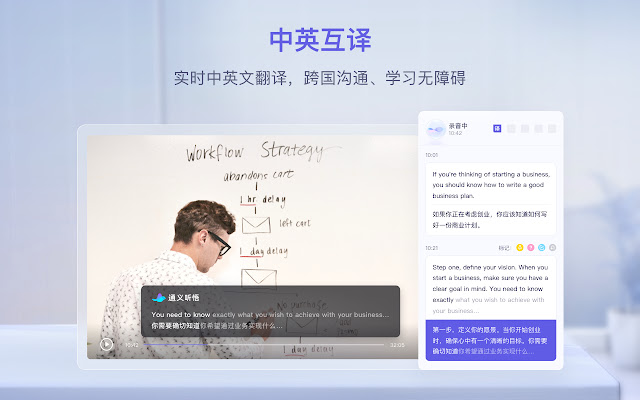 中英互译
实时中英文翻译，跨国沟通、学习无障碍
Workflow Strategy
abandons cart
1 hr delay
left cart
1 day delay
no purchase
1 day delay
通义听悟
You need to know exactly what you wish to achieve with your business...
你需要确切知道你希望通过业务实现什么...
10:42
32:05
录音中
10:42
译
10:01
If you're thinking of starting a business,
you should know how to write a good
business plan.
如果你正在考虑创业，你应该知道如何写
好一份商业计划。
10:21
标记：
Step one, define your vision. When you
start a business, make sure you have a
clear goal in mind. You need to know
exactly what you wish to achieve with
your business...
第一步，定义你的愿景。当你开始创业
时，确保心中有一个清晰的目标。你需要
确切知道你希望通过业务实现什么...